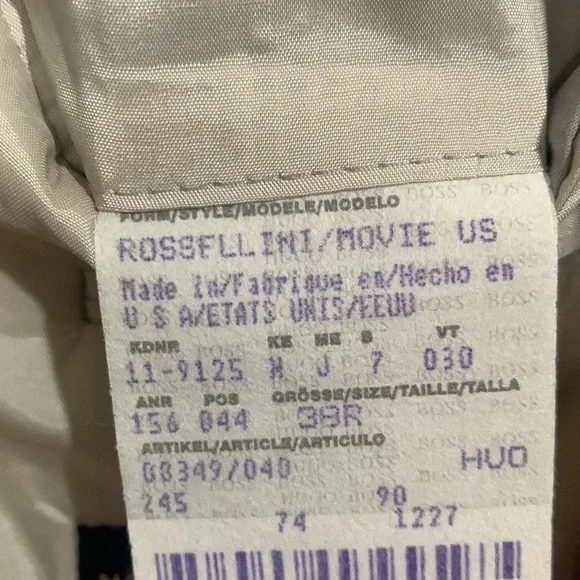 FORM/STYLE/MODELE/MODELO
ROSSELLINI/MOVIE US
Made in/Fabrique en/Hecho en
U S A/ETATS UNIS/EEUU
KDNR KE ME S VT
11-9125 H J 7 030
ANR POS GRÖSSE/SIZE/TAILLE/TALLA
156 044 38R
ARTIKEL/ARTICLE/ARTICULO
08349/040 HUO
245 90
74 1227